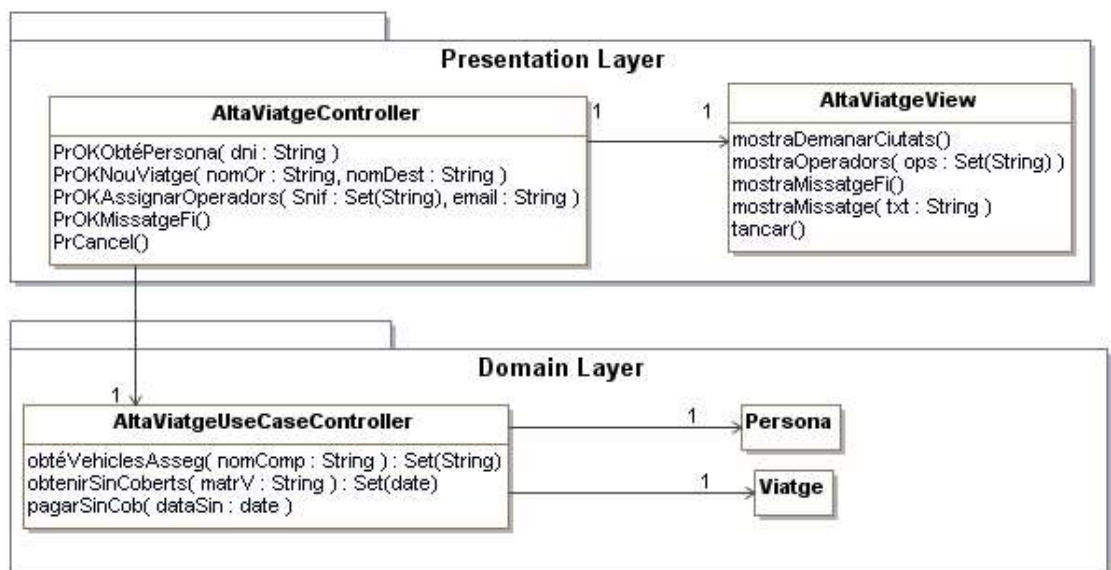 Presentation Layer
AltaViatgeController
PrOKObtéPersona( dni : String )
PrOKNouViatge( nomOr : String, nomDest : String )
PrOKAssignarOperadors( Snif : Set(String), email : String )
PrOKMissatgeFi()
PrCancel()
1
1
AltaViatgeView
mostraDemanarCiutats()
mostraOperadors( ops : Set(String) )
mostraMissatgeFi()
mostraMissatge( txt : String )
tancar()
Domain Layer
1
AltaViatgeUseCaseController
obtéVehiclesAsseg( nomComp : String ) : Set(String)
obtenirSinCoberts( matrV : String ) : Set(date)
pagarSinCob( dataSin : date )
1
Persona
1
Viatge